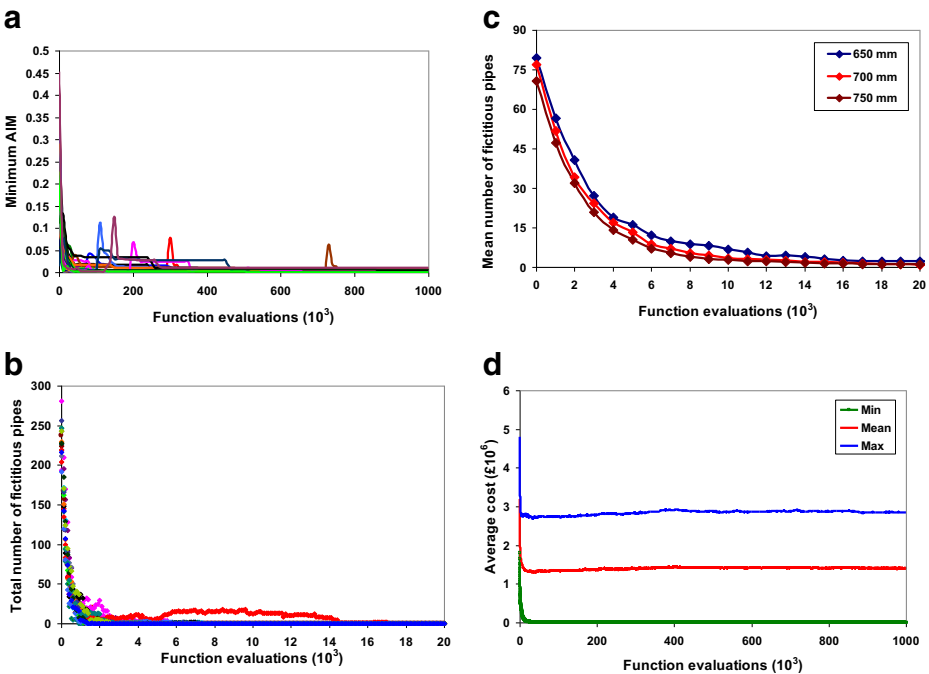 a
0.5
0.45
0.4
0.35
0.3
0.25
0.2
0.15
0.1
0.05
0
Minimum AIM
0 200 400 600 800 1000
Function evaluations (10³)
c
90
75
60
45
30
15
0
Mean number of fictitious pipes
650 mm
700 mm
750 mm
0 2 4 6 8 10 12 14 16 18 20
Function evaluations (10³)
b
300
250
200
150
100
50
0
Total number of fictitious pipes
0 2 4 6 8 10 12 14 16 18 20
Function evaluations (10³)
d
6
5
4
3
2
1
0
Average cost (£10⁶)
Min
Mean
Max
0 200 400 600 800 1000
Function evaluations (10³)